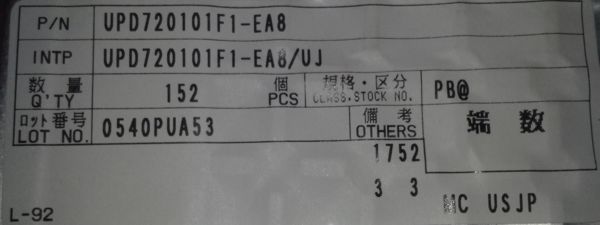 P/N UPD720101F1-EA8
INTP UPD720101F1-EA8/UJ
数量 Q'TY 152 個 PCS 規格・区分 CLASS.STOCK NO. PB@
ロット番号 LOT NO. 0540PUA53 備考 OTHERS 端数
1752
3 3 MC USJP
L-92